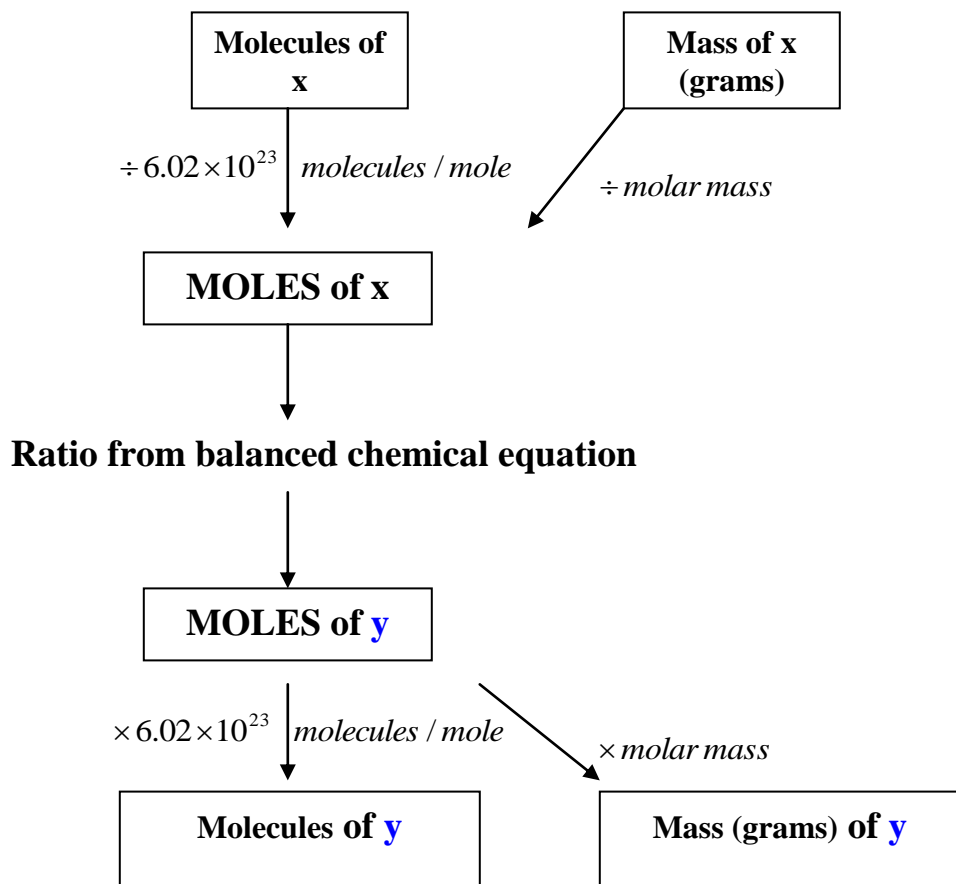 Molecules of
x
Mass of x
(grams)
÷ 6.02×10²³ molecules / mole
÷ molar mass
MOLES of x
Ratio from balanced chemical equation
MOLES of y
× 6.02×10²³ molecules / mole
× molar mass
Molecules of y
Mass (grams) of y